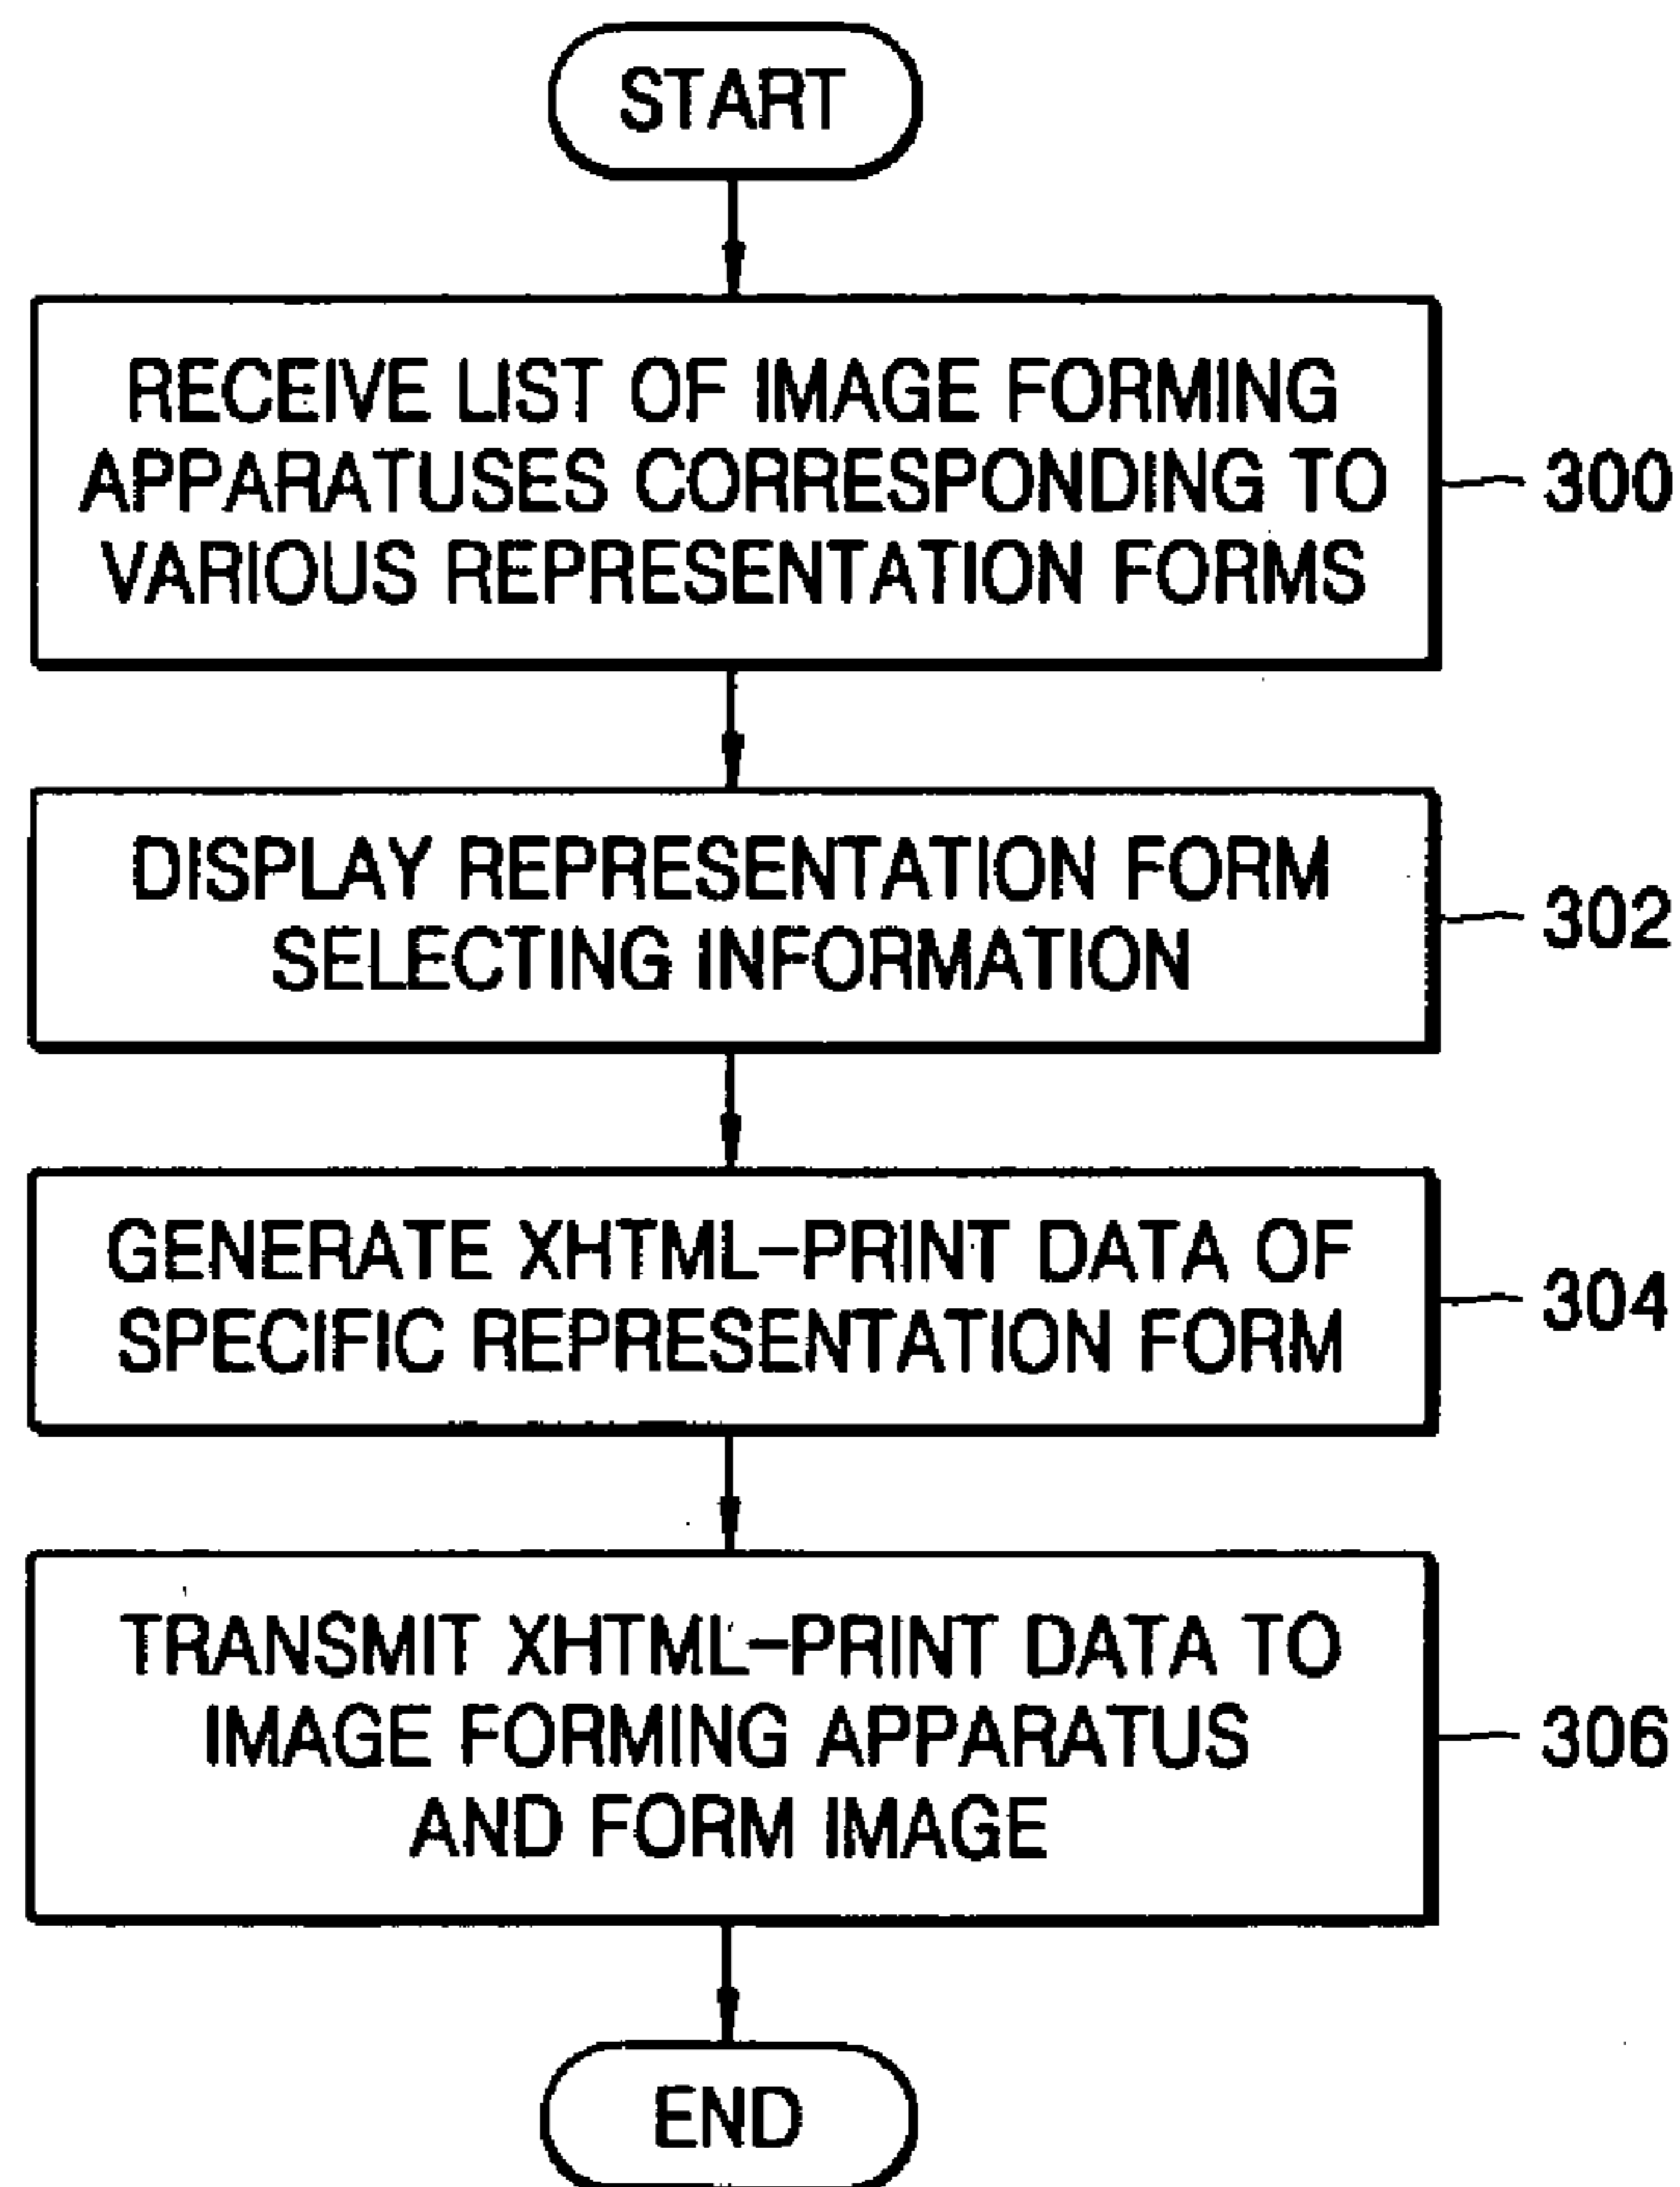 START
RECEIVE LIST OF IMAGE FORMING
APPARATUSES CORRESPONDING TO
VARIOUS REPRESENTATION FORMS
300
DISPLAY REPRESENTATION FORM
SELECTING INFORMATION
302
GENERATE XHTML-PRINT DATA OF
SPECIFIC REPRESENTATION FORM
304
TRANSMIT XHTML-PRINT DATA TO
IMAGE FORMING APPARATUS
AND FORM IMAGE
306
END